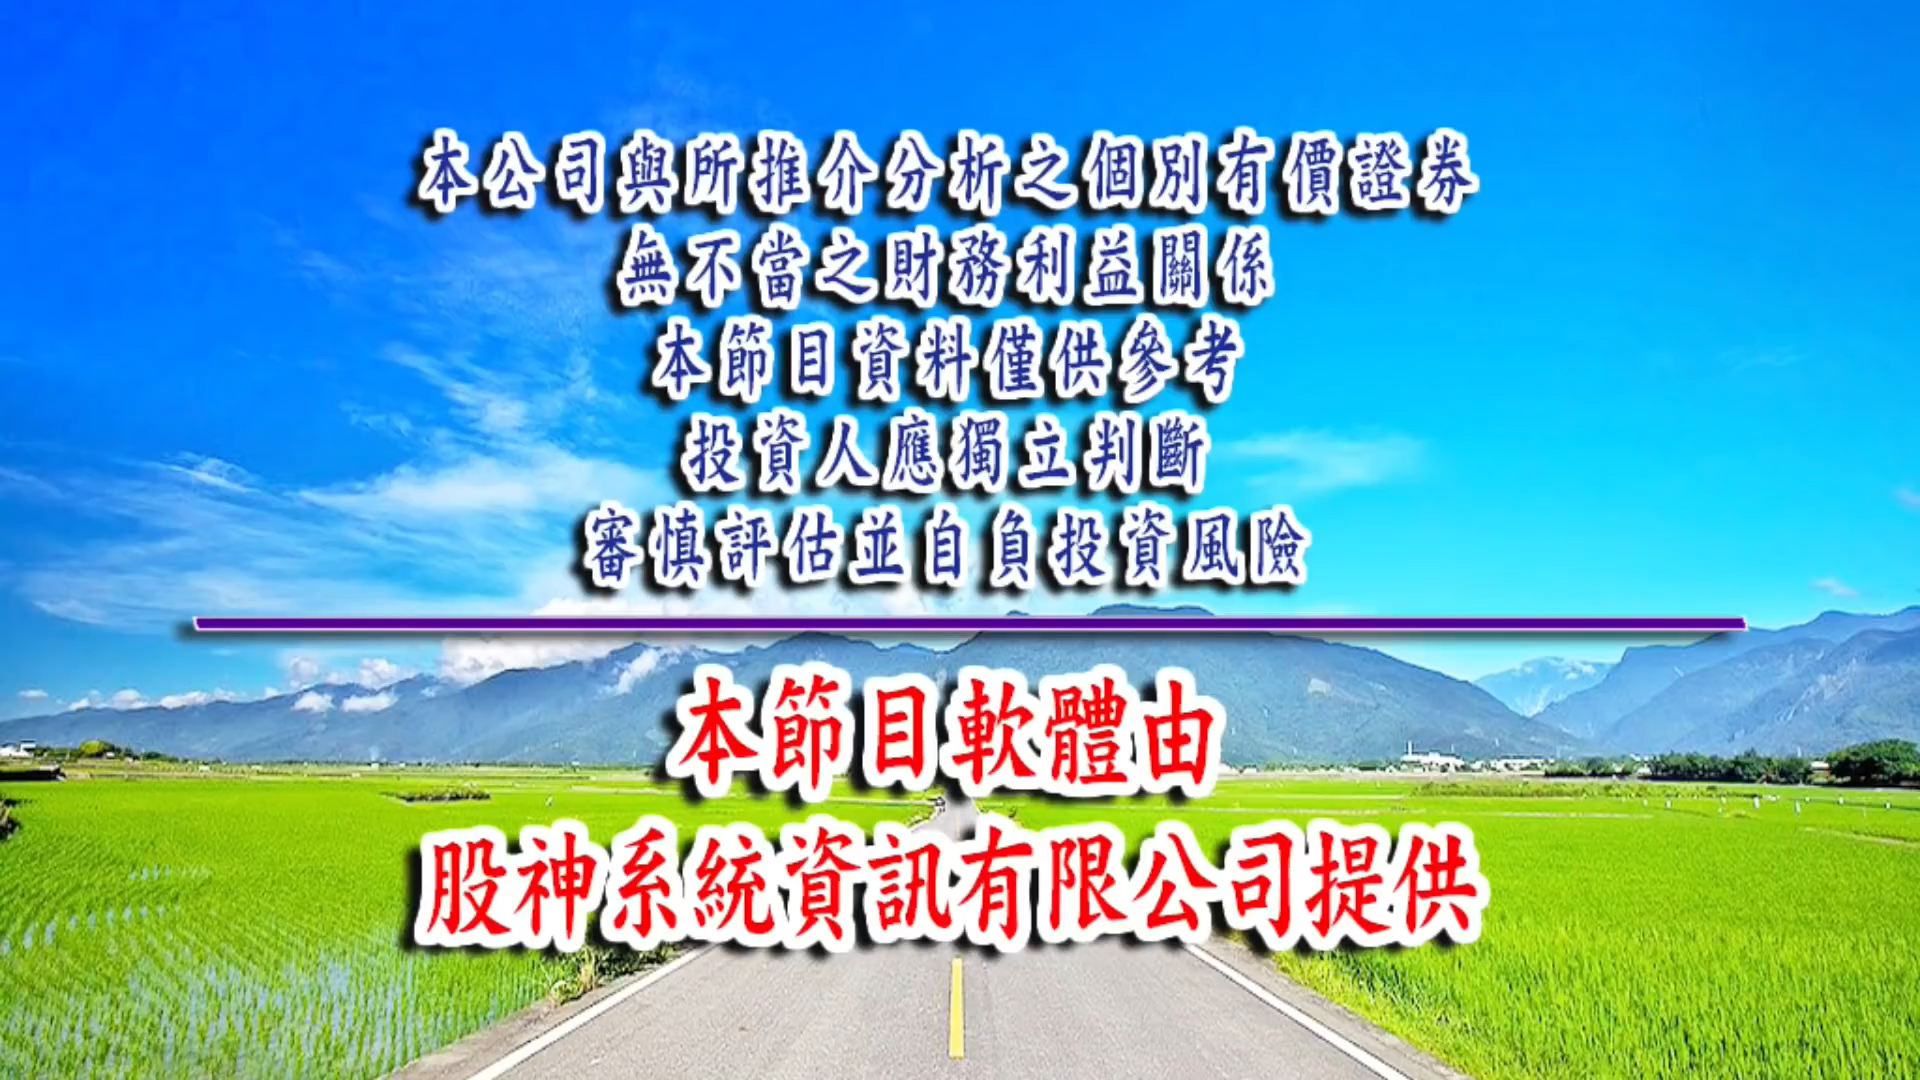 本公司與所推介分析之個別有價證券
無不當之財務利益關係
本節目資料僅供參考
投資人應獨立判斷
審慎評估並自負投資風險
本節目軟體由
股神系統資訊有限公司提供